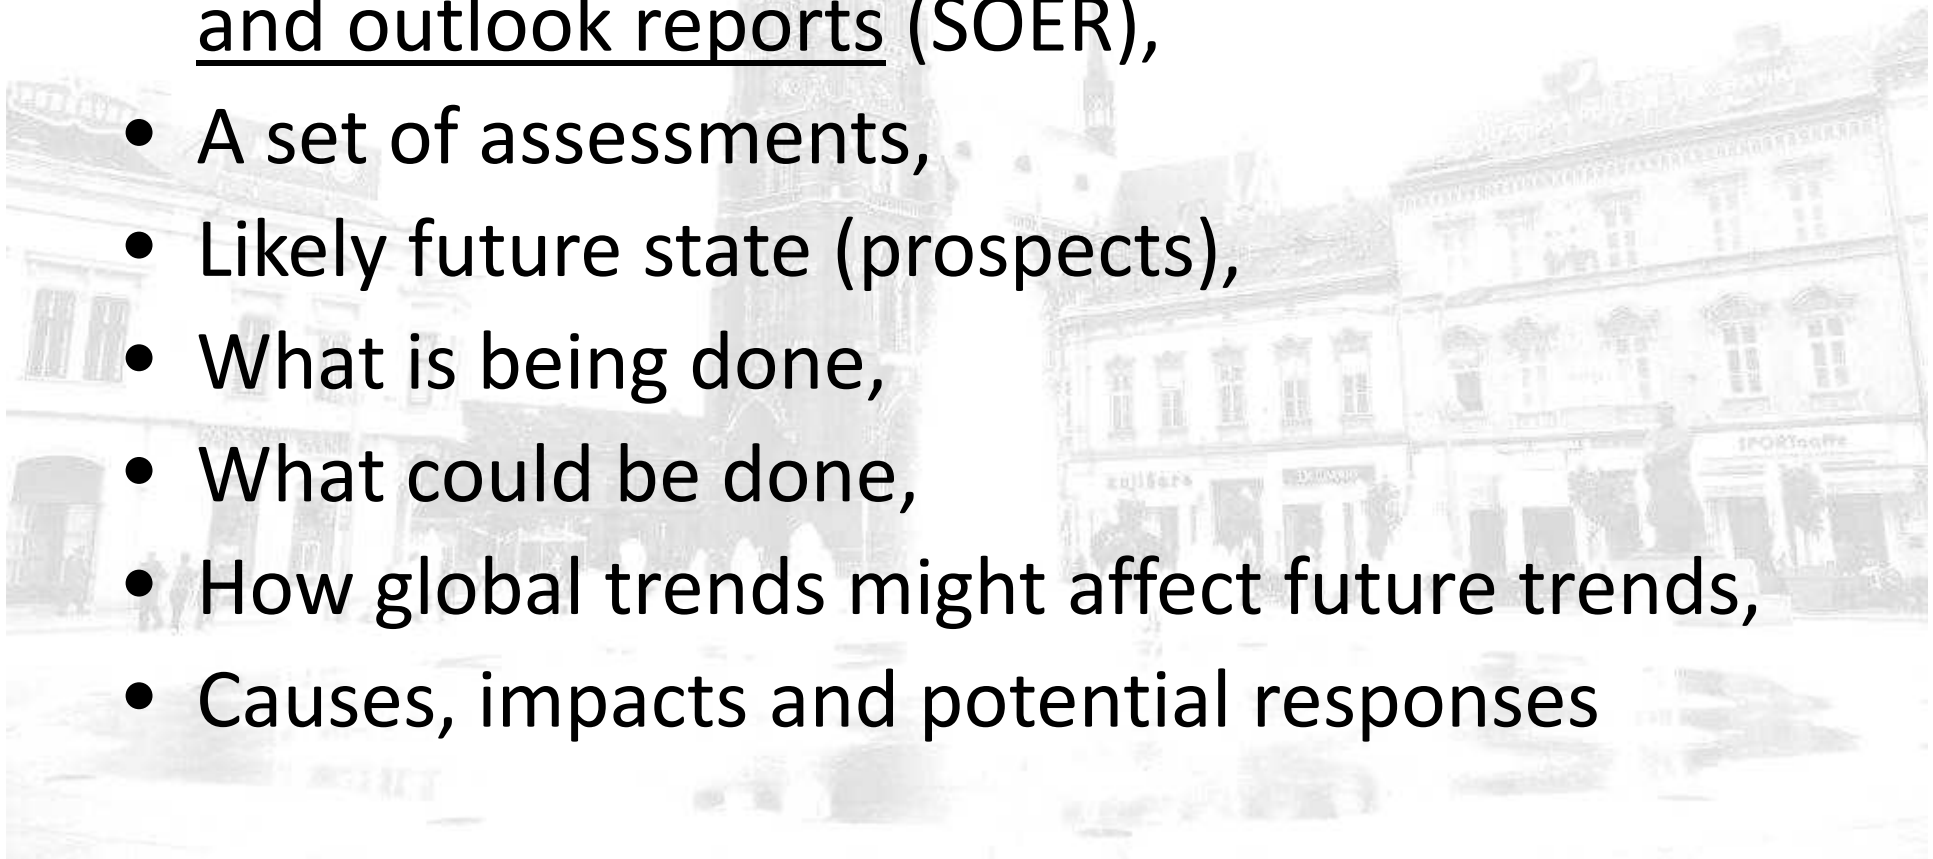 and outlook reports (SOER),
• A set of assessments,
• Likely future state (prospects),
• What is being done,
• What could be done,
• How global trends might affect future trends,
• Causes, impacts and potential responses